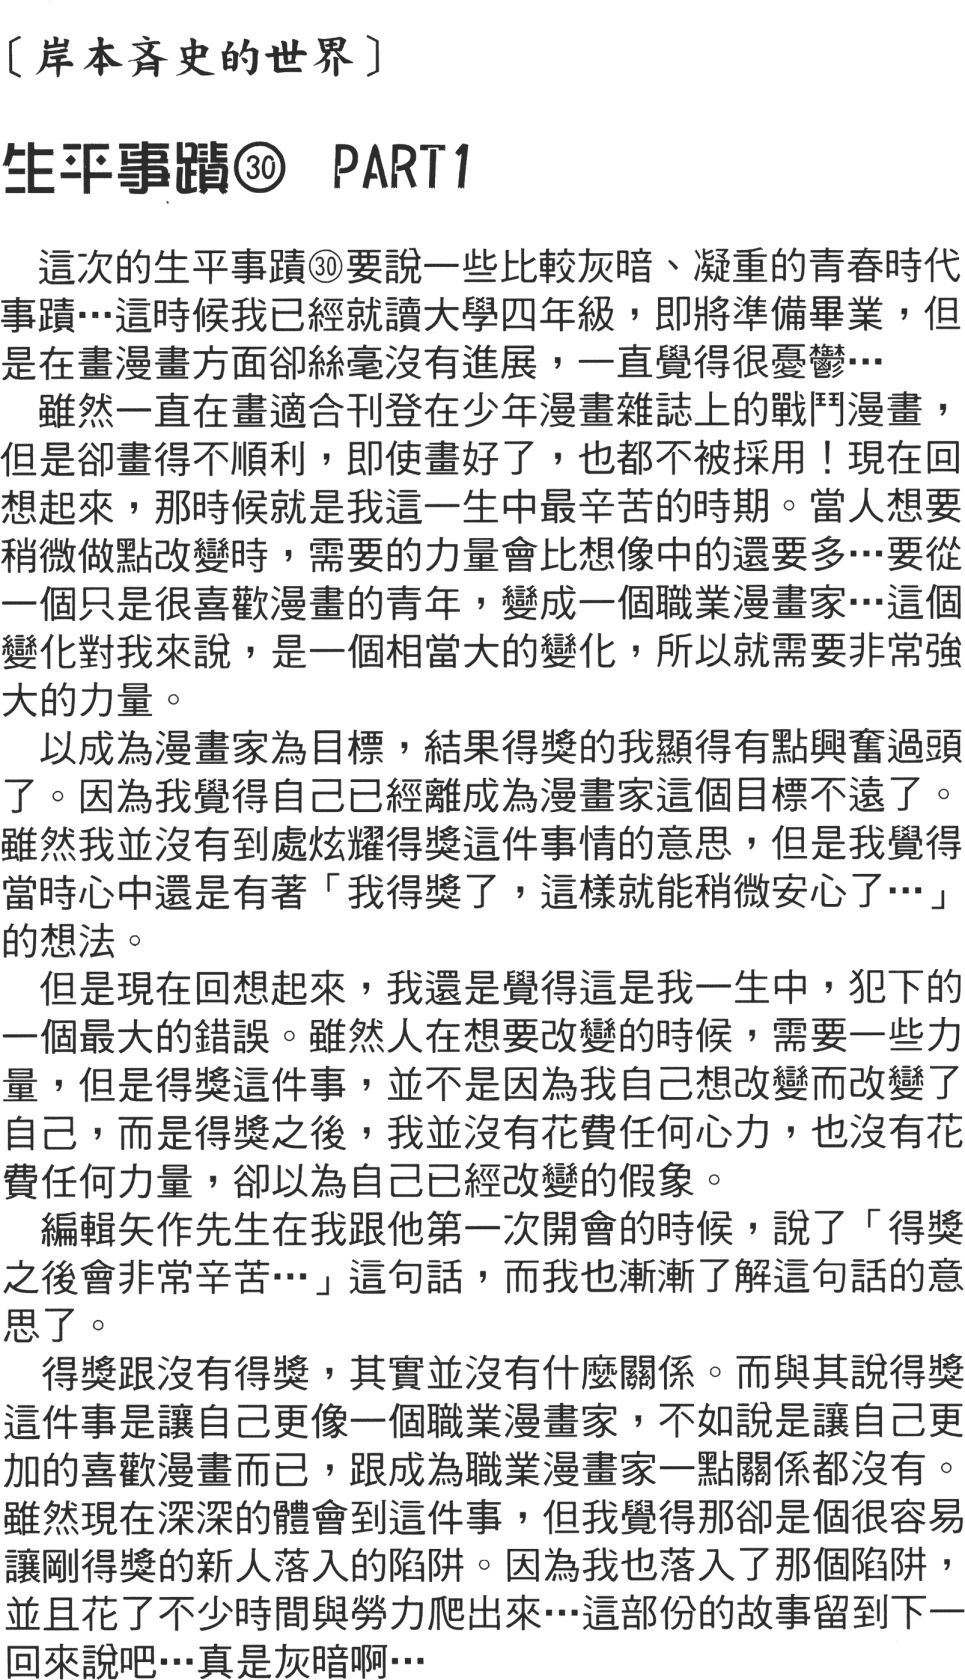 〔岸本斉史的世界〕
生平事蹟㉚ PART1
這次的生平事蹟㉚要說一些比較灰暗、凝重的青春時代
事蹟…這時候我已經就讀大學四年級，即將準備畢業，但
是在畫漫畫方面卻絲毫沒有進展，一直覺得很憂鬱…
雖然一直在畫適合刊登在少年漫畫雜誌上的戰鬥漫畫，
但是卻畫得不順利，即使畫好了，也都不被採用！現在回
想起來，那時候就是我這一生中最辛苦的時期。當人想要
稍微做點改變時，需要的力量會比想像中的還要多…要從
一個只是很喜歡漫畫的青年，變成一個職業漫畫家…這個
變化對我來說，是一個相當大的變化，所以就需要非常強
大的力量。
以成為漫畫家為目標，結果得獎的我顯得有點興奮過頭
了。因為我覺得自己已經離成為漫畫家這個目標不遠了。
雖然我並沒有到處炫耀得獎這件事情的意思，但是我覺得
當時心中還是有著「我得獎了，這樣就能稍微安心了…」
的想法。
但是現在回想起來，我還是覺得這是我一生中，犯下的
一個最大的錯誤。雖然人在想要改變的時候，需要一些力
量，但是得獎這件事，並不是因為我自己想改變而改變了
自己，而是得獎之後，我並沒有花費任何心力，也沒有花
費任何力量，卻以為自己已經改變的假象。
編輯矢作先生在我跟他第一次開會的時候，說了「得獎
之後會非常辛苦…」這句話，而我也漸漸了解這句話的意
思了。
得獎跟沒有得獎，其實並沒有什麼關係。而與其說得獎
這件事是讓自己更像一個職業漫畫家，不如說是讓自己更
加的喜歡漫畫而已，跟成為職業漫畫家一點關係都沒有。
雖然現在深深的體會到這件事，但我覺得那卻是個很容易
讓剛得獎的新人落入的陷阱。因為我也落入了那個陷阱，
並且花了不少時間與勞力爬出來…這部份的故事留到下一
回來說吧…真是灰暗啊…